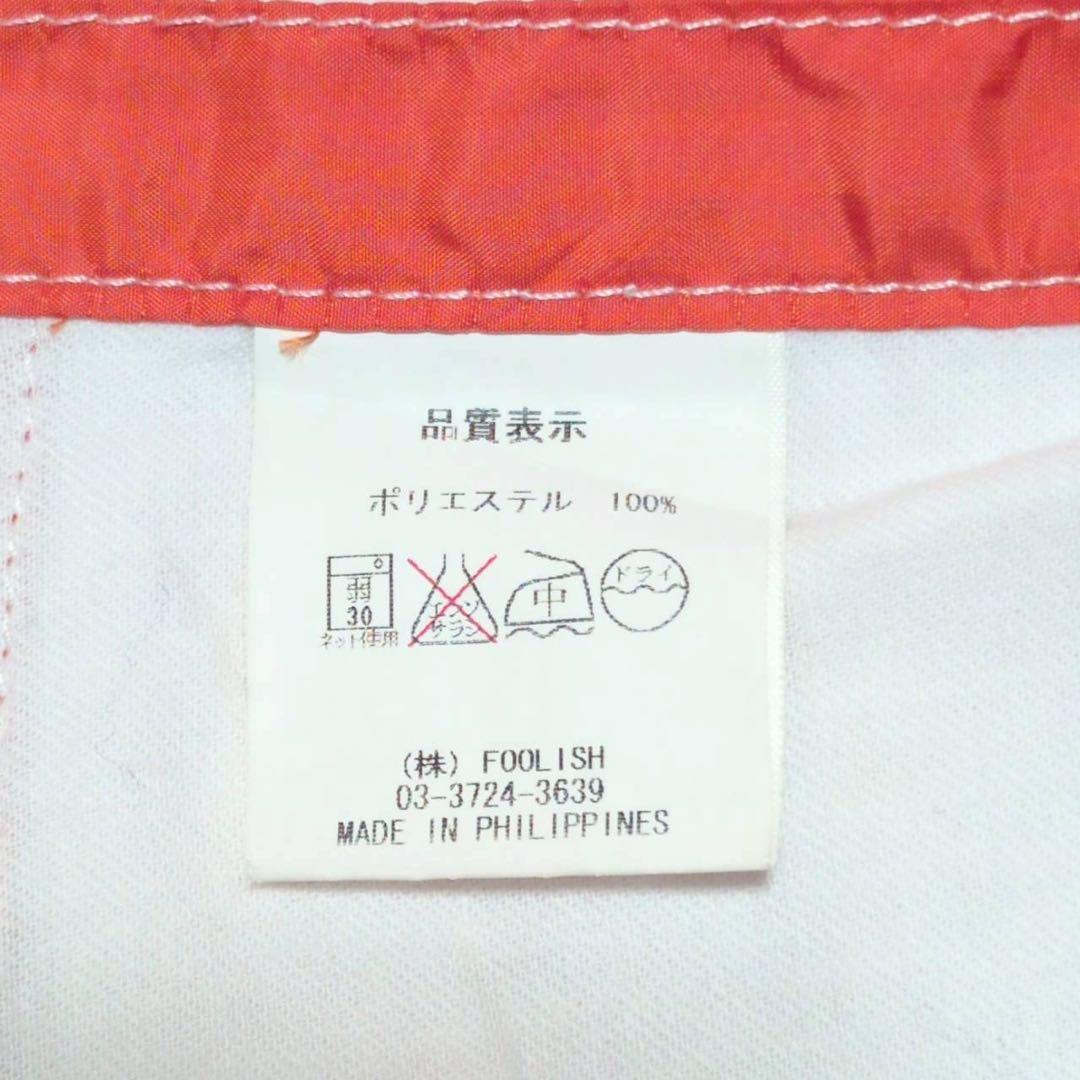 品質表示
ポリエステル 100%
弱 30 エンソサラシ 中 ドライ
ネット使用
(株) FOOLISH
03-3724-3639
MADE IN PHILIPPINES